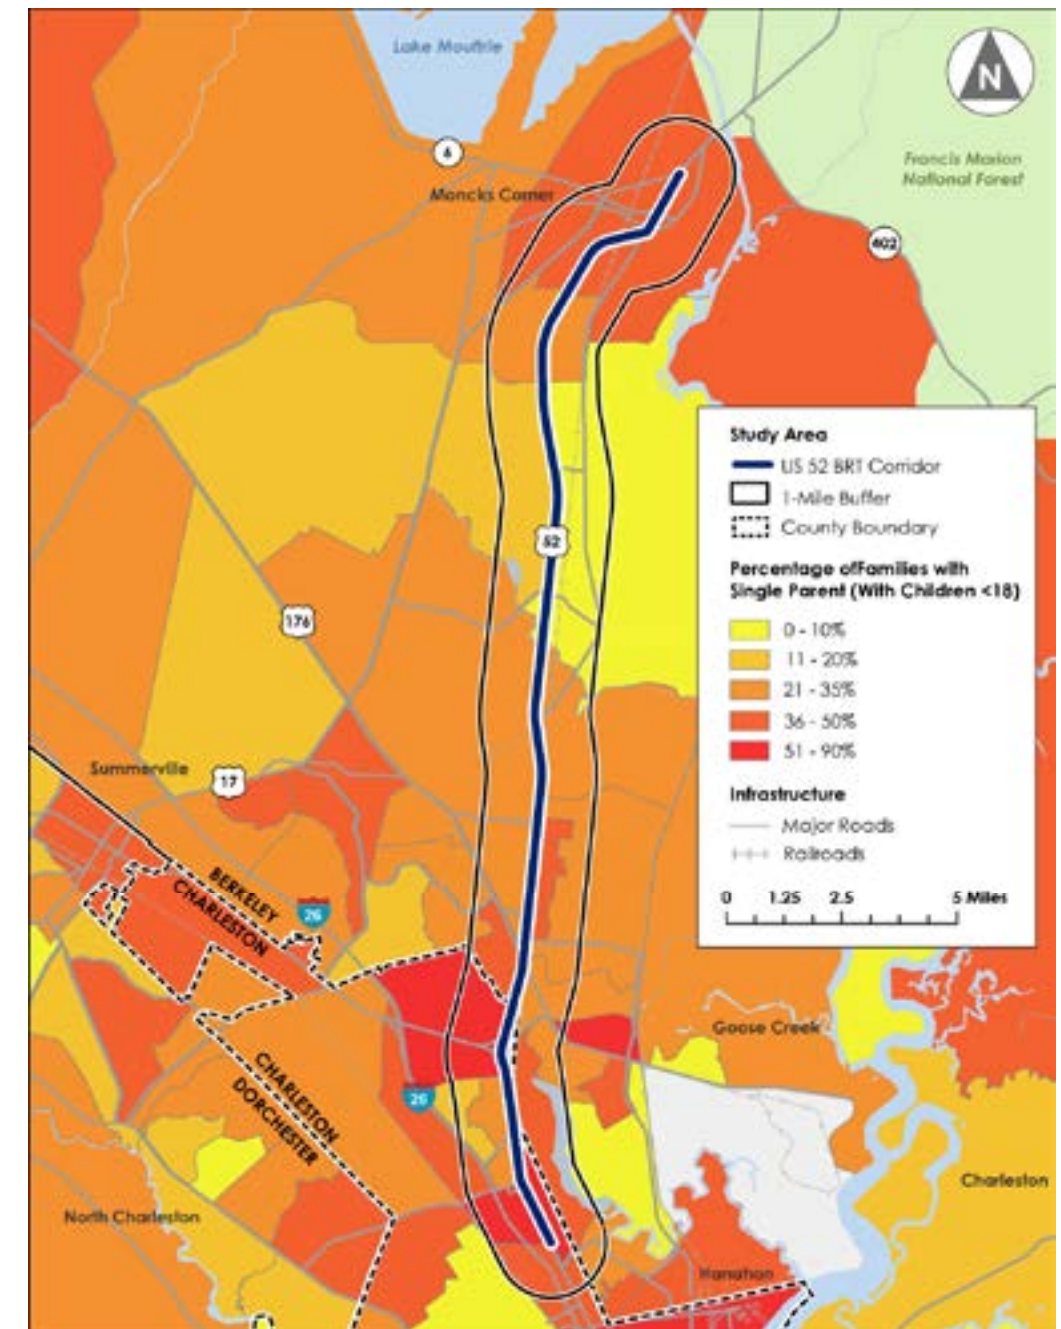 Lake Moultrie
N
Francis Marion
National Forest
6
Moncks Corner
402
Study Area
US 52 BRT Corridor
1-Mile Buffer
County Boundary
52
Percentage ofFamilies with
Single Parent (With Children <18)
0 - 10%
11 - 20%
21 - 35%
36 - 50%
51 - 90%
176
Summerville
17
Infrastructure
Major Roads
Railroads
0 1.25 2.5 5 Miles
BERKELEY
CHARLESTON
26
Goose Creek
CHARLESTON
DORCHESTER
26
Charleston
North Charleston
Hanahan